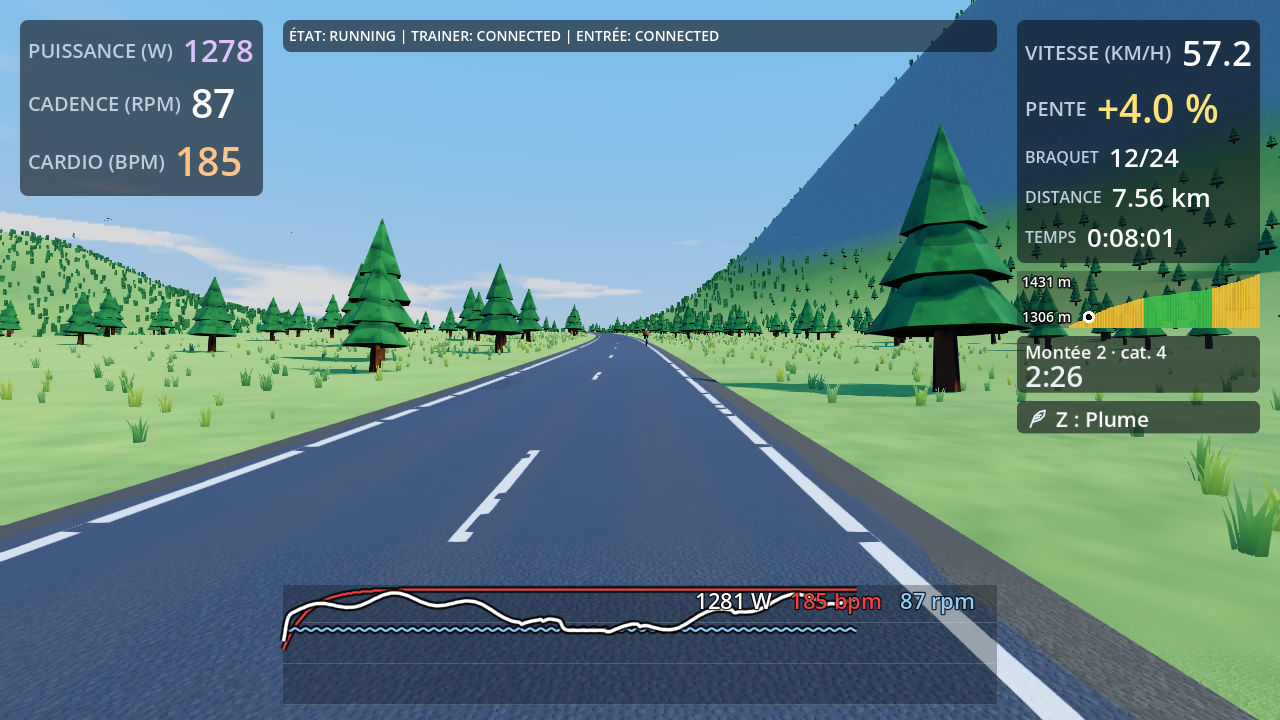 PUISSANCE (W) 1278
CADENCE (RPM) 87
CARDIO (BPM) 185
ÉTAT: RUNNING | TRAINER: CONNECTED | ENTRÉE: CONNECTED
VITESSE (KM/H) 57.2
PENTE +4.0 %
BRAQUET 12/24
DISTANCE 7.56 km
TEMPS 0:08:01
1431 m
1306 m
Montée 2 · cat. 4
2:26
Z : Plume
1281 W 185 bpm 87 rpm